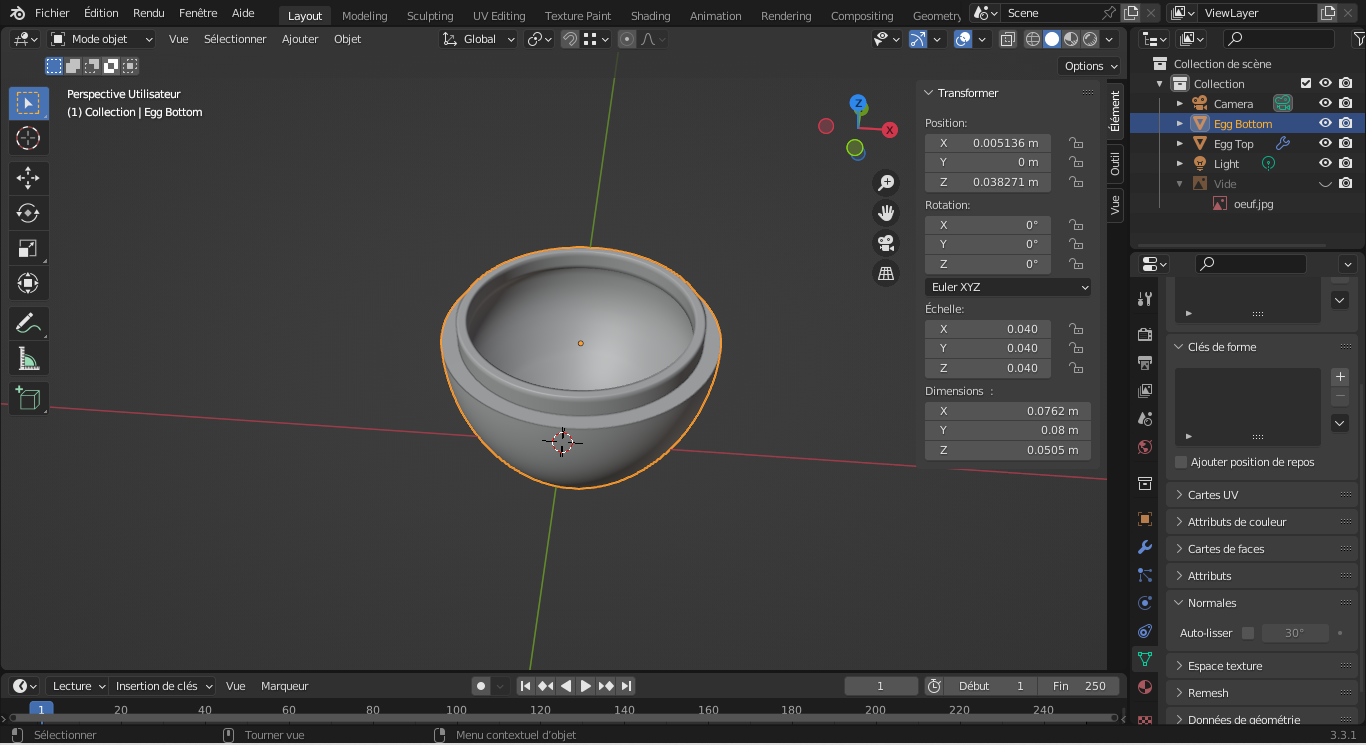 Fichier Édition Rendu Fenêtre Aide Layout Modeling Sculpting UV Editing Texture Paint Shading Animation Rendering Compositing Geometry Scene ViewLayer
Mode objet Vue Sélectionner Ajouter Objet Global
Options
Perspective Utilisateur
(1) Collection | Egg Bottom
Z
X
Transformer
Position:
X 0.005136 m
Y 0 m
Z 0.038271 m
Rotation:
X 0°
Y 0°
Z 0°
Euler XYZ
Échelle:
X 0.040
Y 0.040
Z 0.040
Dimensions :
X 0.0762 m
Y 0.08 m
Z 0.0505 m
Élément
Outil
Vue
Collection de scène
Collection
Camera
Egg Bottom
Egg Top
Light
Vide
oeuf.jpg
Clés de forme
Ajouter position de repos
Cartes UV
Attributs de couleur
Cartes de faces
Attributs
Normales
Auto-lisser 30°
Espace texture
Remesh
Données de géométrie
Lecture Insertion de clés Vue Marqueur 1 Début 1 Fin 250
1 20 40 60 80 100 120 140 160 180 200 220 240
Sélectionner Tourner vue Menu contextuel d'objet 3.3.1